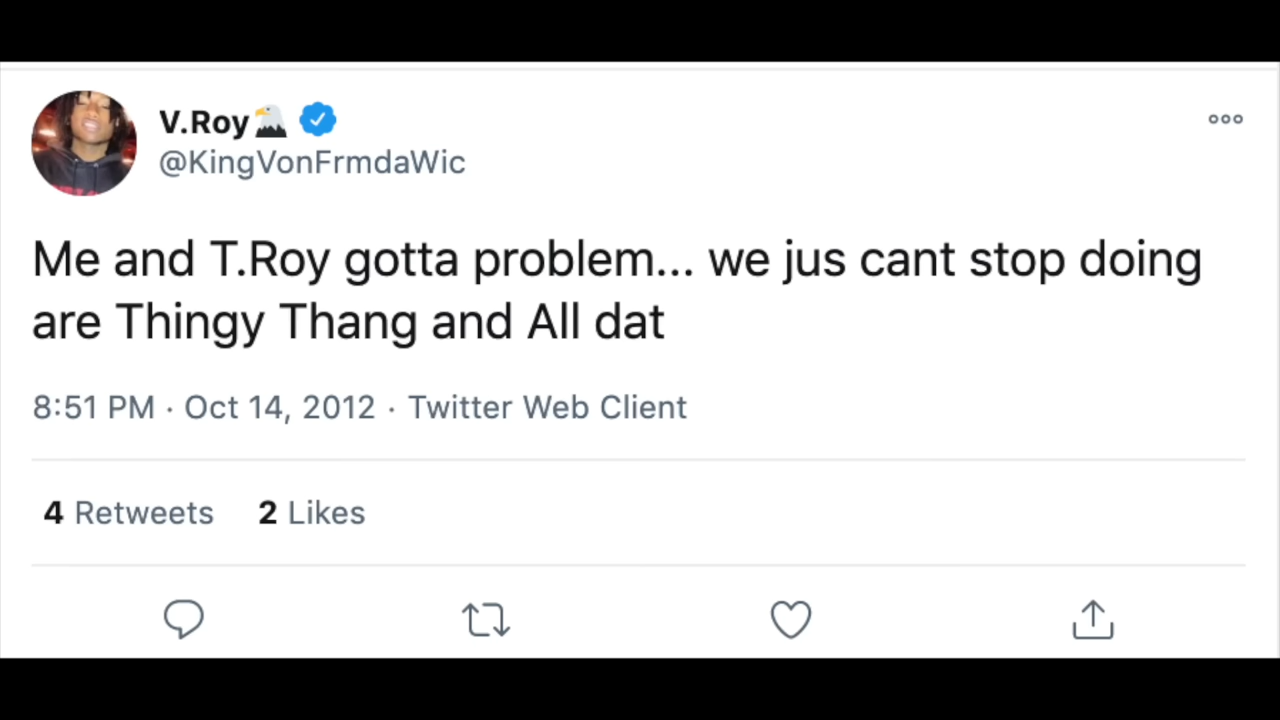 V.Roy🦅
@KingVonFrmdaWic
Me and T.Roy gotta problem... we jus cant stop doing
are Thingy Thang and All dat
8:51 PM · Oct 14, 2012 · Twitter Web Client
4 Retweets 2 Likes